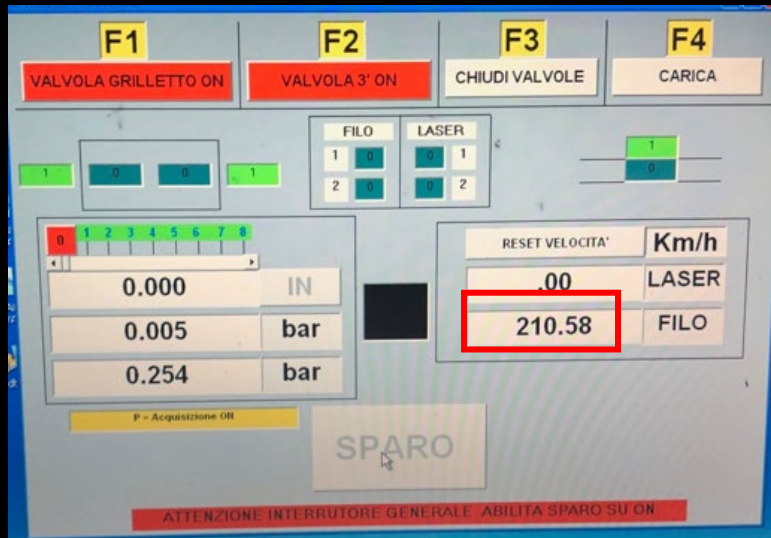 F1 F2 F3 F4
VALVOLA GRILLETTO ON VALVOLA 3' ON CHIUDI VALVOLE CARICA
FILO LASER
1 0 0 1
2 0 0 2
1 0 0 1
1
0
0 1 2 3 4 5 6 7 8
0.000 IN
0.005 bar
0.254 bar
RESET VELOCITA' Km/h
.00 LASER
210.58 FILO
P = Acquisizione ON
SPARO
ATTENZIONE INTERRUTORE GENERALE ABILITA SPARO SU ON